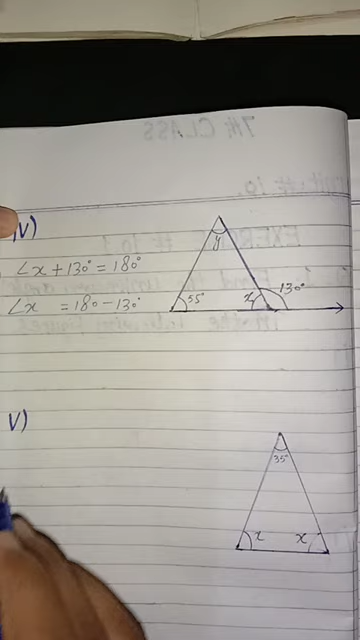 iv)
∠x + 130° = 180°
∠x = 180 - 130°
y
55°
x
130°
v)
35°
x
x